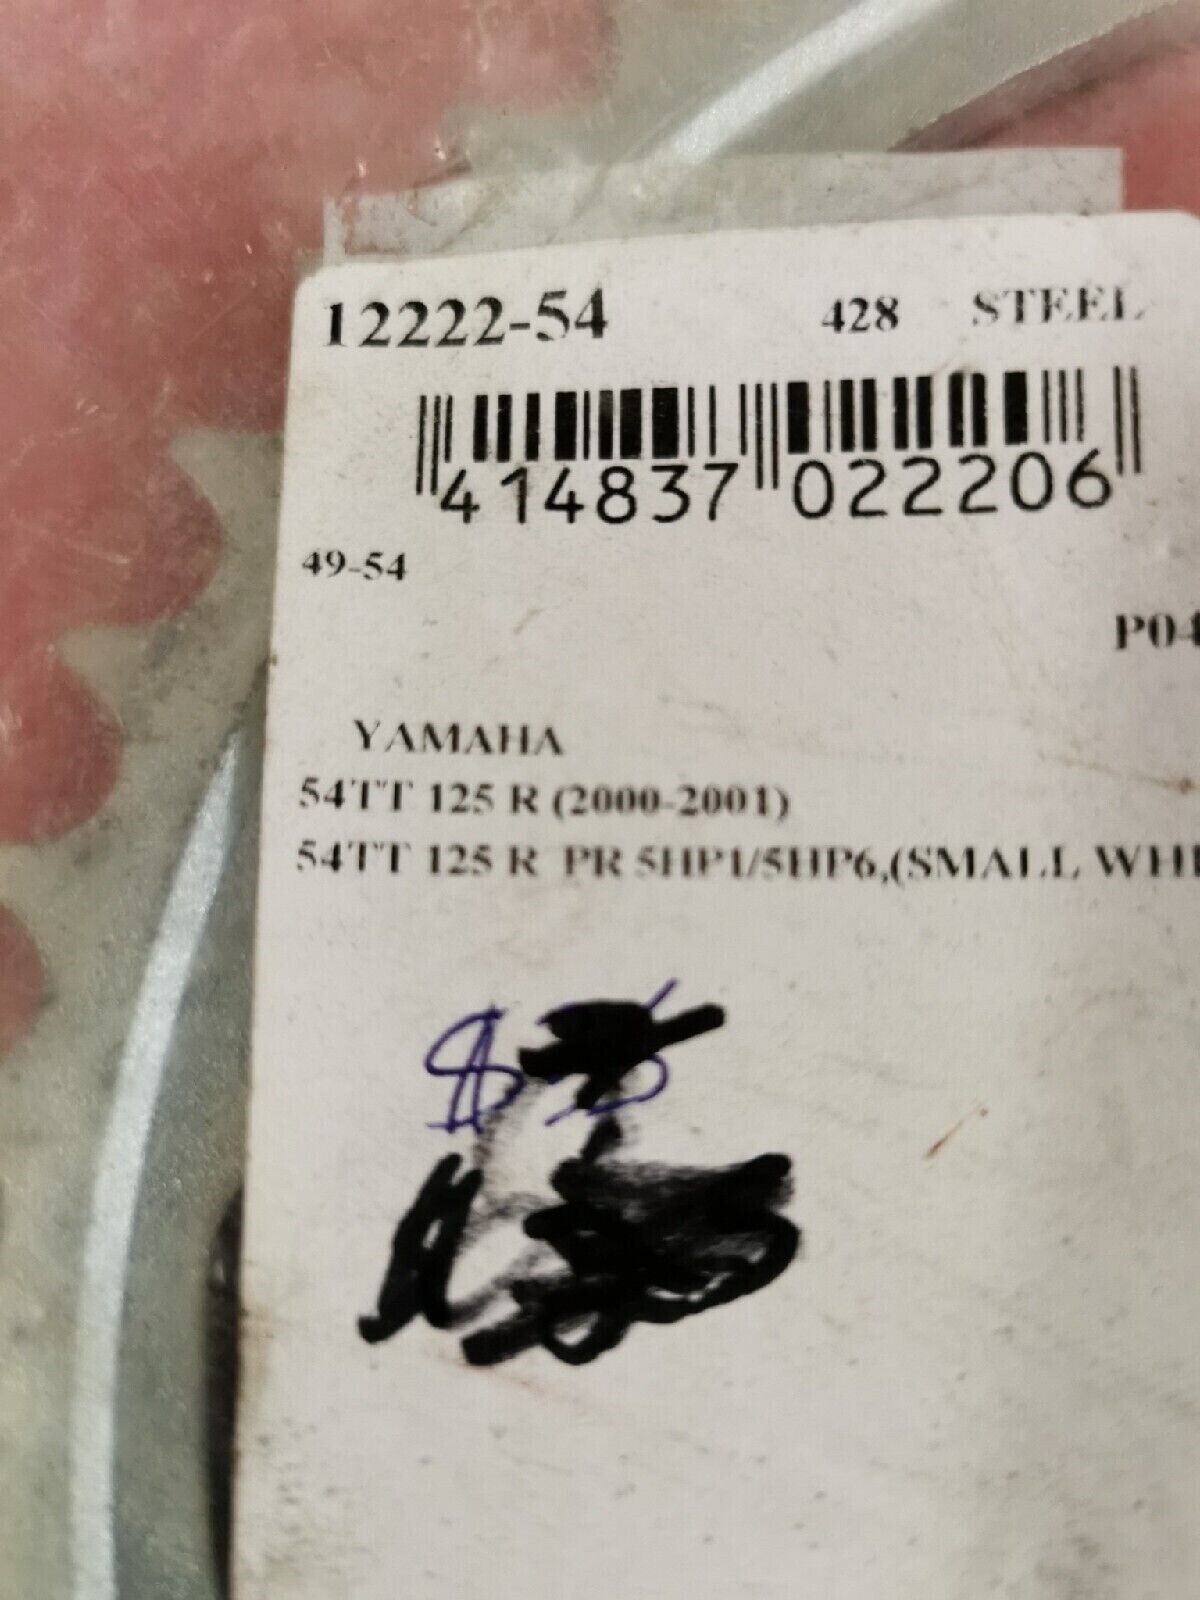 12222-54 428 STEEL
414837 022206
49-54
P04
YAMAHA
54TT 125 R (2000-2001)
54TT 125 R PR 5HP1/5HP6,(SMALL
$